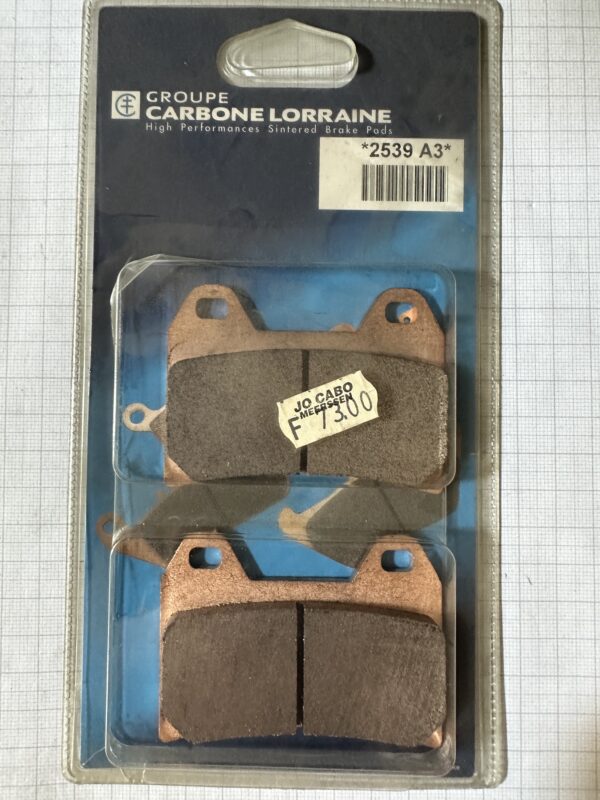 GROUPE
CARBONE LORRAINE
High Performances Sintered Brake Pads
*2539 A3*
JO CABO
MEERSSEN
F 73.00